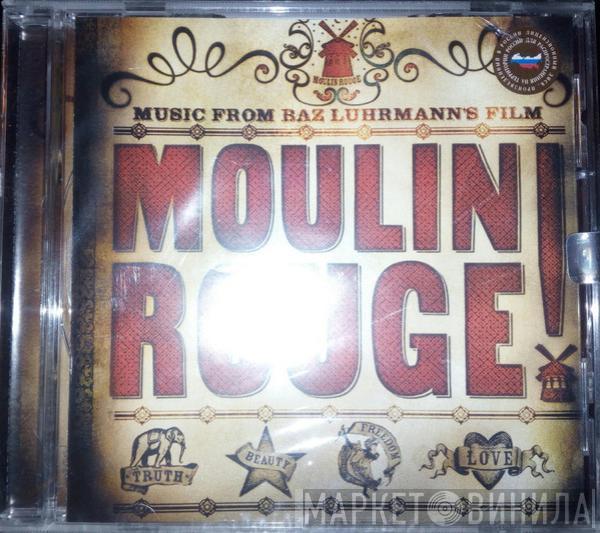 MOULIN ROUGE
MUSIC FROM BAZ LUHRMANN'S FILM
MOULIN
ROUGE!
TRUTH
BEAUTY
FREEDOM
LOVE
МАРКЕТ ВИНИЛА